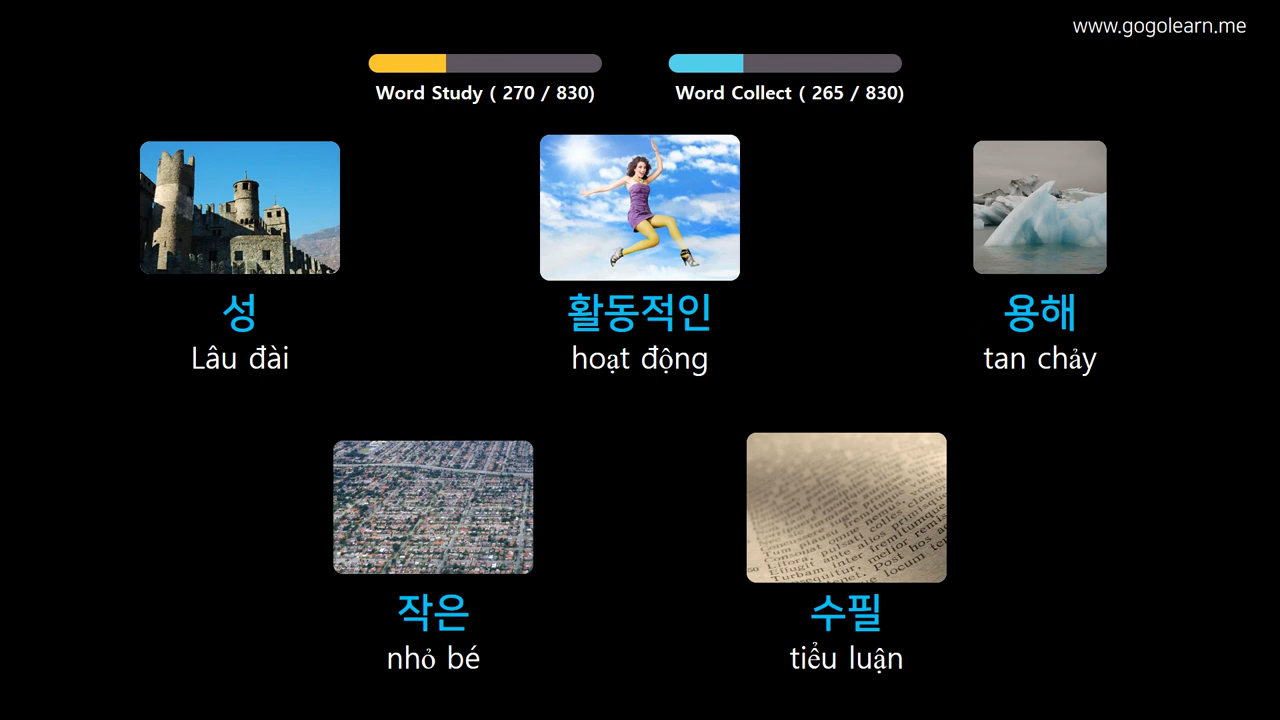 www.gogolearn.me
Word Study ( 270 / 830)
Word Collect ( 265 / 830)
성
Lâu đài
활동적인
hoạt động
용해
tan chảy
작은
nhỏ bé
수필
tiểu luận